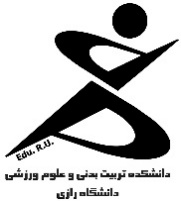 Edu. R.U.
دانشکده تربیت بدنی و علوم ورزشی
دانشگاه رازی